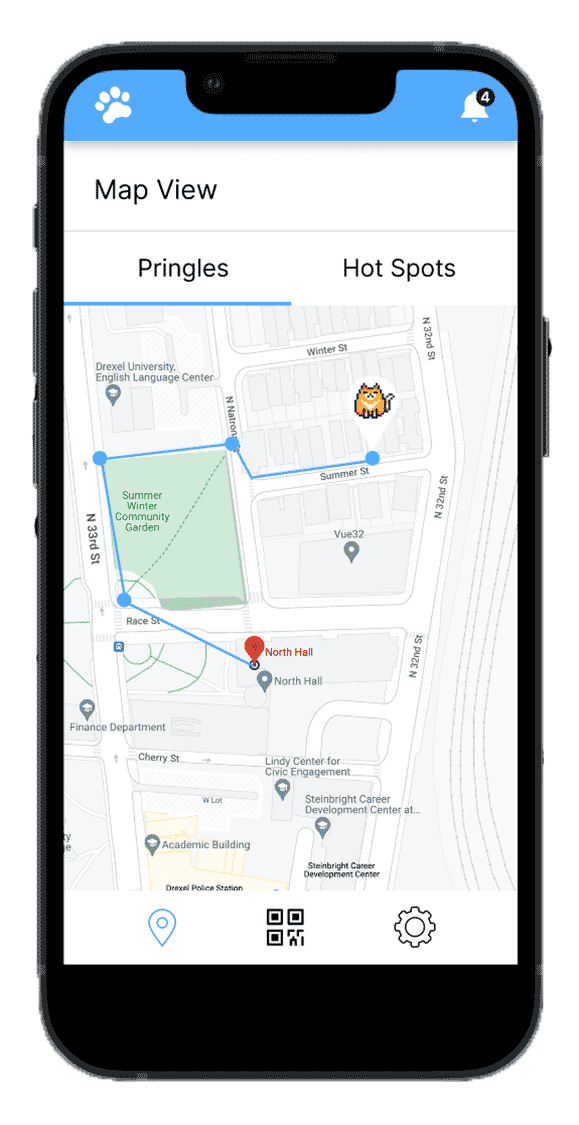 4
Map View
Pringles
Hot Spots
N 32nd St
Winter St
Drexel University,
English Language Center
N Natron
Summer St
N 32nd St
Summer
Winter
Community
Garden
N 33rd St
Vue32
Race St
North Hall
N 32nd St
North Hall
Finance Department
Cherry St
Lindy Center for
Civic Engagement
W Lot
Steinbright Career
Development Center at...
ty
ge
Academic Building
Steinbright Career
Development Center
Drexel Police Station